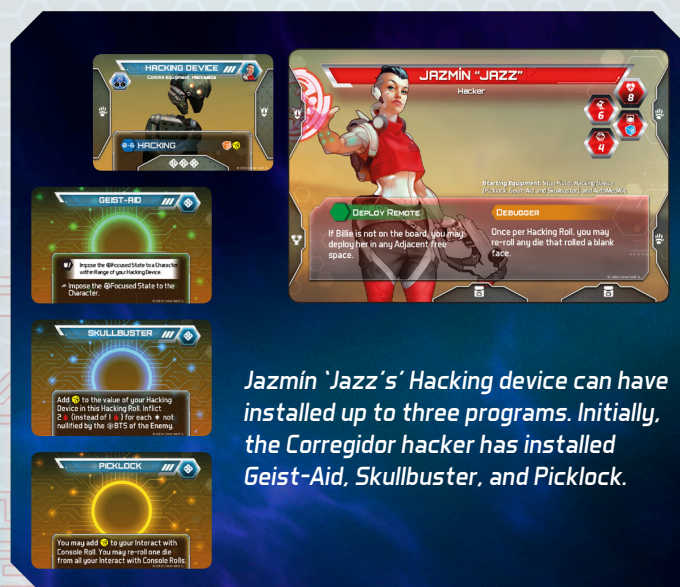 HACKING DEVICE
Comms Equipment, Hackable
0-6 HACKING
JAZMÍN "JAZZ"
Hacker
8
6
4
Starting Equipment:
DEPLOY REMOTE
If Billie is not on the board, you may
deploy her in any Adjacent free
space.
DEBUGGER
Once per Hacking Roll, you may
re-roll any die that rolled a blank
face.
GEIST-AID
Impose the Focused State to a Character
within Range of your Hacking Device.
Impose the Focused State to the
Character.
SKULLBUSTER
Add to the value of your Hacking
Device in this Hacking Roll. Inflict
2 (instead of 1 ) for each not
nullified by the BTS of the Enemy.
PICKLOCK
You may add to your Interact with
Console Roll. You may re-roll one die
from all your Interact with Console Rolls.
Jazmín `Jazz´s´ Hacking device can have
installed up to three programs. Initially,
the Corregidor hacker has installed
Geist-Aid, Skullbuster, and Picklock.